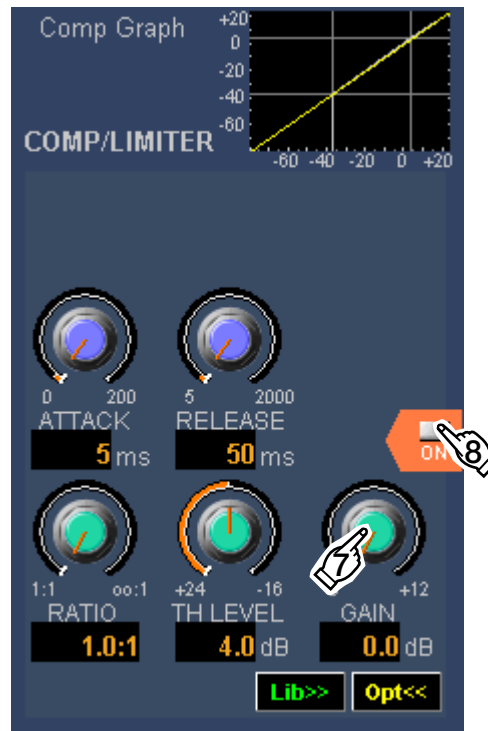 Comp Graph
+20
0
-20
-40
-60
COMP/LIMITER
-60 -40 -20 0 +20
0 200 5 2000
ATTACK RELEASE
5 ms 50 ms
ON
8
7
1:1 oo:1 +24 -16 +12
RATIO TH LEVEL GAIN
1.0:1 4.0 dB 0.0 dB
Lib>> Opt<<